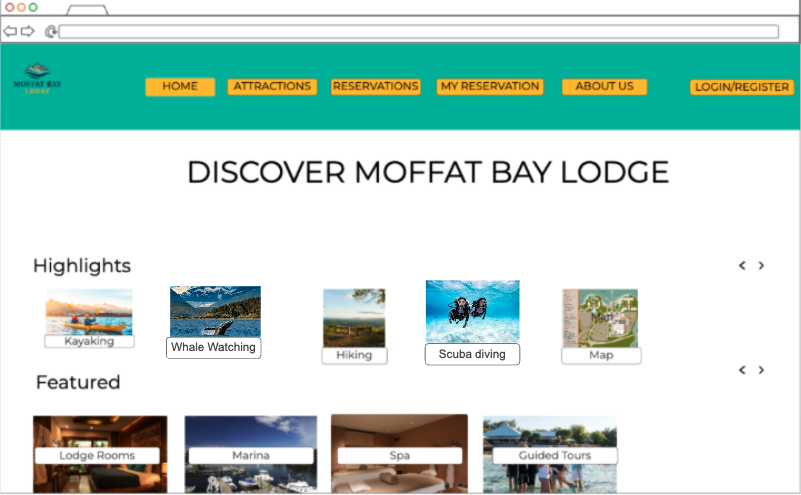 MOFFAT BAY
LODGE
HOME
ATTRACTIONS
RESERVATIONS
MY RESERVATION
ABOUT US
LOGIN/REGISTER
DISCOVER MOFFAT BAY LODGE
Highlights
Kayaking
Whale Watching
Hiking
Scuba diving
Map
Featured
Lodge Rooms
Marina
Spa
Guided Tours